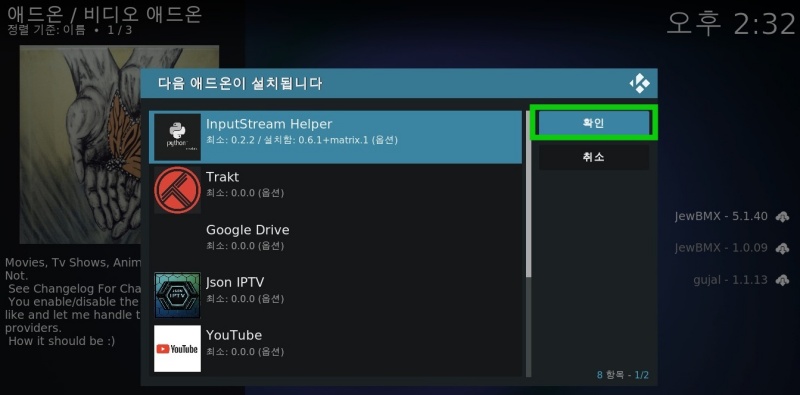 애드온 / 비디오 애드온
정렬 기준: 이름 • 1 / 3
오후 2:32
다음 애드온이 설치됩니다
python
InputStream Helper
최소: 0.2.2 / 설치함: 0.6.1+matrix.1 (옵션)
확인
취소
Trakt
최소: 0.0.0 (옵션)
Google Drive
최소: 0.0.0 (옵션)
JSON
IPTV
Json IPTV
최소: 0.0.0 (옵션)
YouTube
YouTube
최소: 0.0.0 (옵션)
8 항목 - 1/2
JewBMX - 5.1.40
JewBMX - 1.0.09
gujal - 1.1.13
Movies, Tv Shows, Anim
Not.
See Changelog For Cha
You enable/disable the
like and let me handle t
providers.
How it should be :)